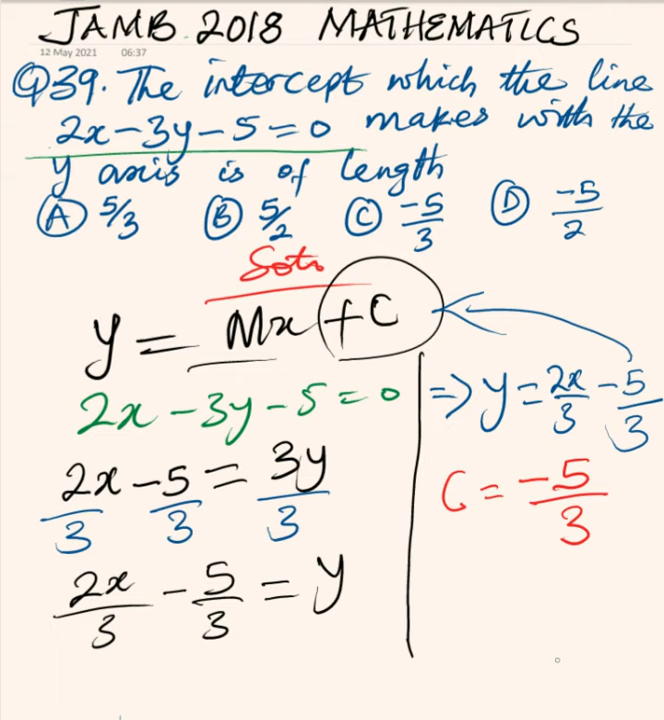 JAMB 2018 MATHEMATICS
12 May 2021 06:37
Q39. The intercept which the line
2x-3y-5=0 makes with the
y axis is of length
(A) 5/3 (B) 5/2 (C) -5/3 (D) -5/2
Soln
y = Mx + C
2x-3y-5=0
2x/3 - 5/3 = 3y/3
2x/3 - 5/3 = y
=> y = 2x/3 - 5/3
C = -5/3